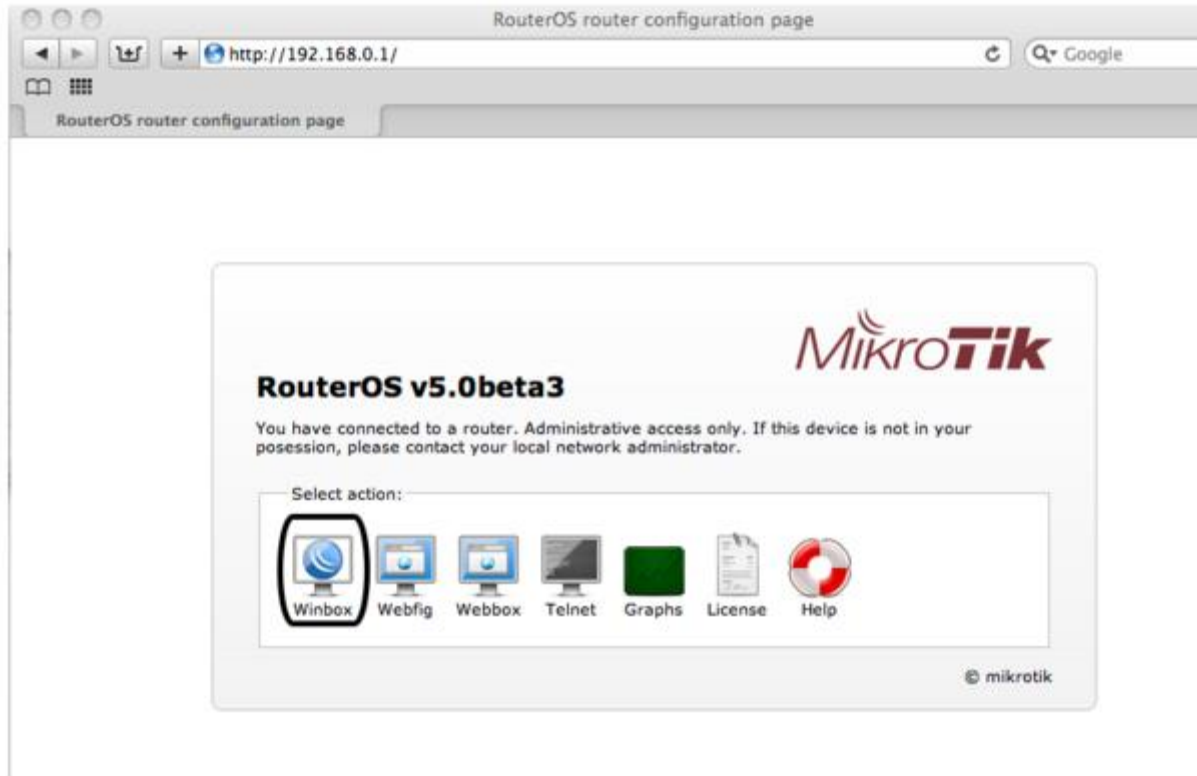 RouterOS router configuration page
http://192.168.0.1/
Google
RouterOS router configuration page
MikroTik
RouterOS v5.0beta3
You have connected to a router. Administrative access only. If this device is not in your
posession, please contact your local network administrator.
Select action:
Winbox Webfig Webbox Telnet Graphs License Help
© mikrotik